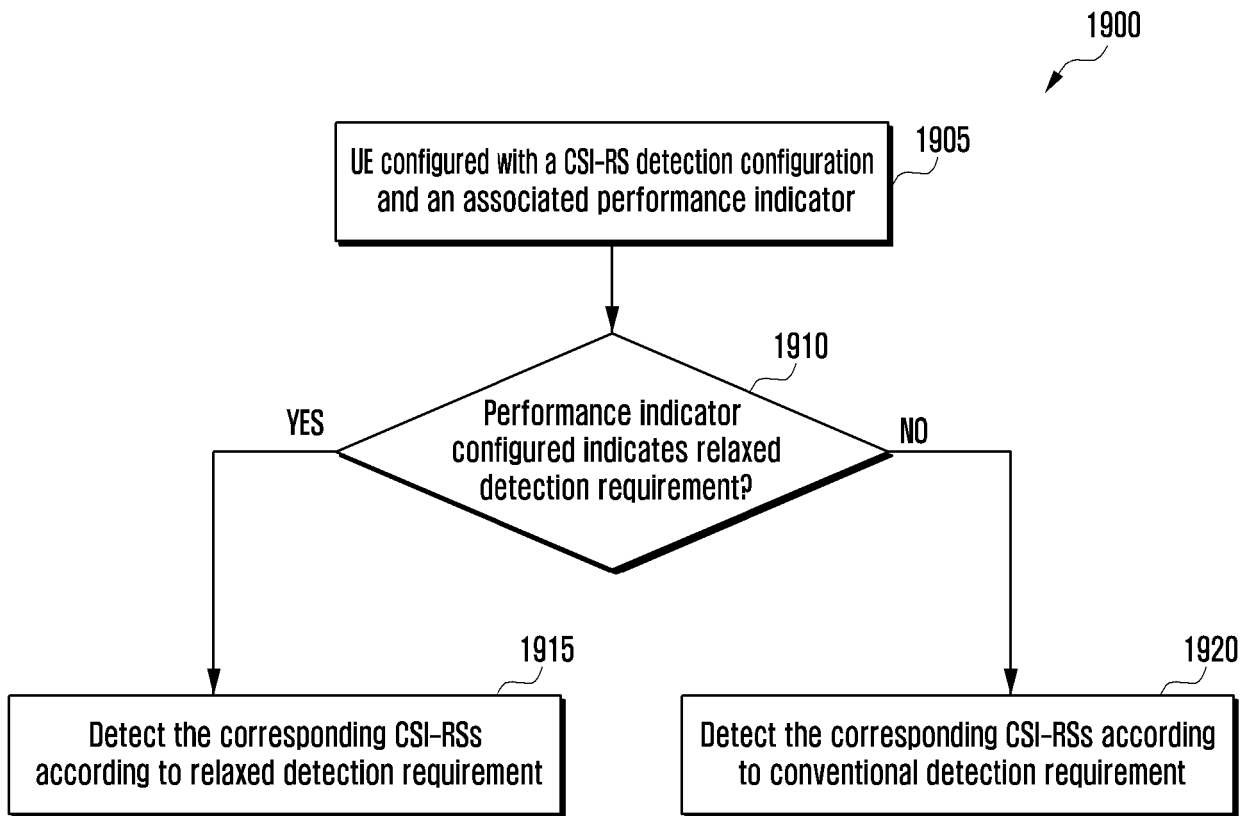 1900
UE configured with a CSI-RS detection configuration
and an associated performance indicator
1905
1910
Performance indicator
configured indicates relaxed
detection requirement?
YES
NO
1915
Detect the corresponding CSI-RSs
according to relaxed detection requirement
1920
Detect the corresponding CSI-RSs according
to conventional detection requirement